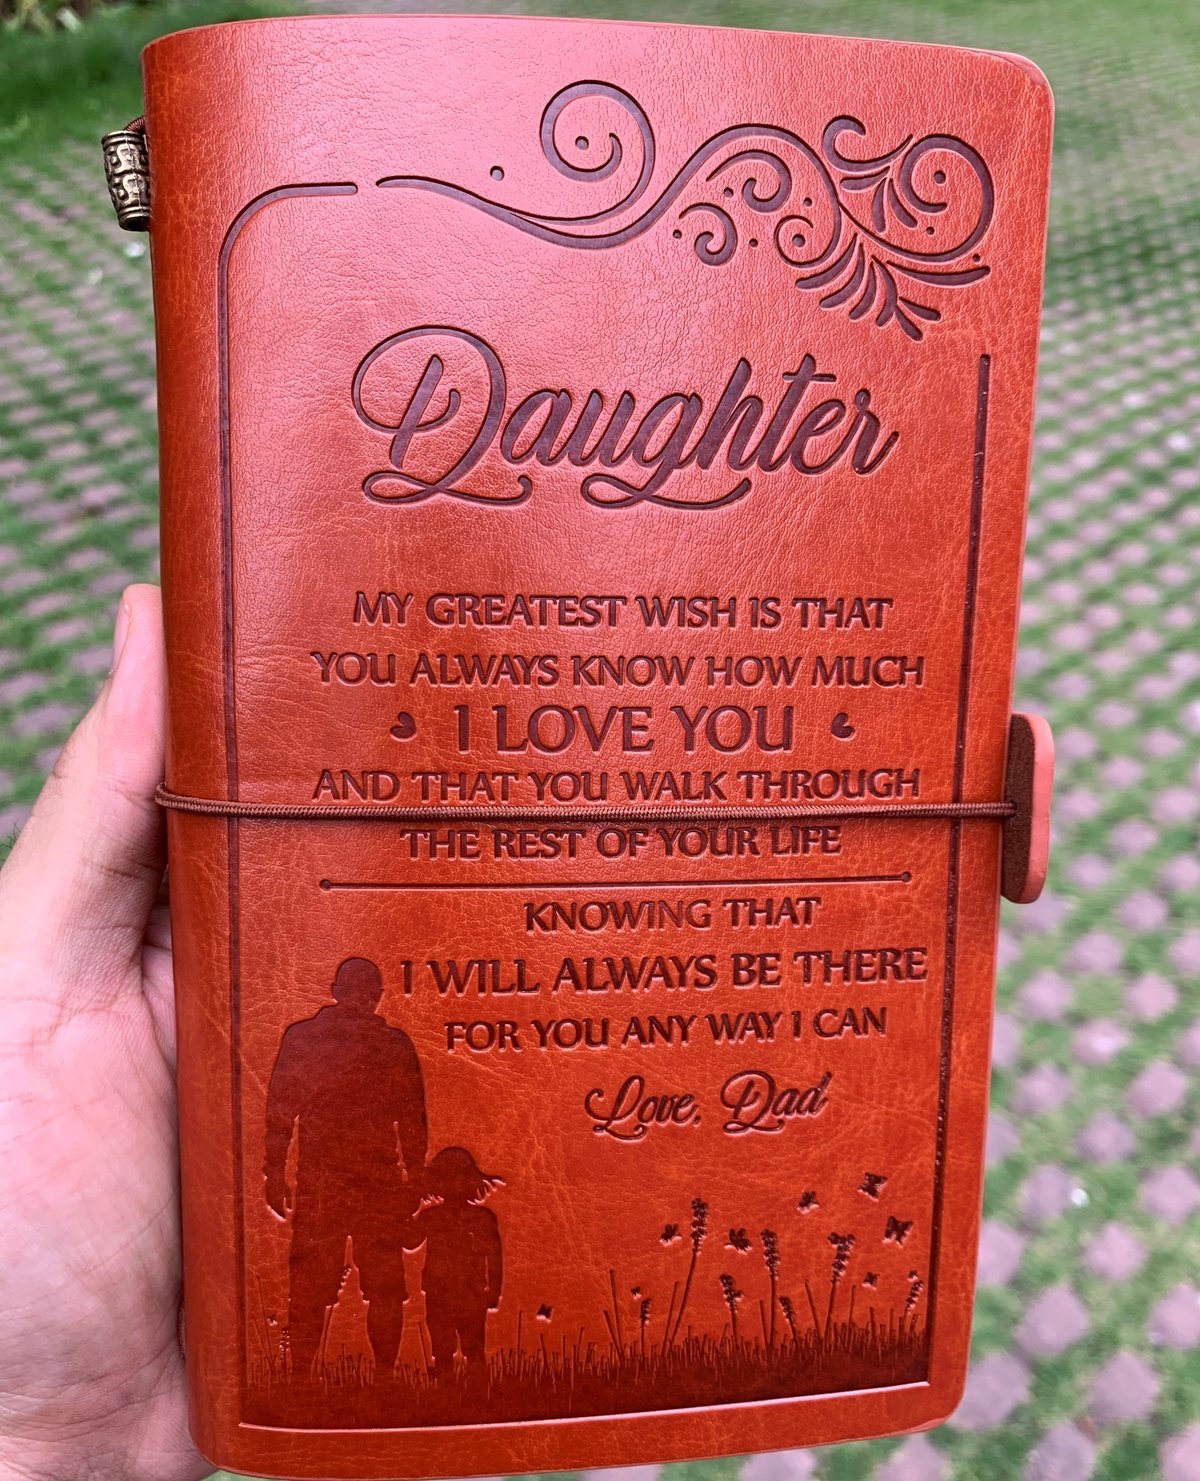 Daughter
MY GREATEST WISH IS THAT
YOU ALWAYS KNOW HOW MUCH
I LOVE YOU
AND THAT YOU WALK THROUGH
THE REST OF YOUR LIFE
KNOWING THAT
I WILL ALWAYS BE THERE
FOR YOU ANY WAY I CAN
Love, Dad